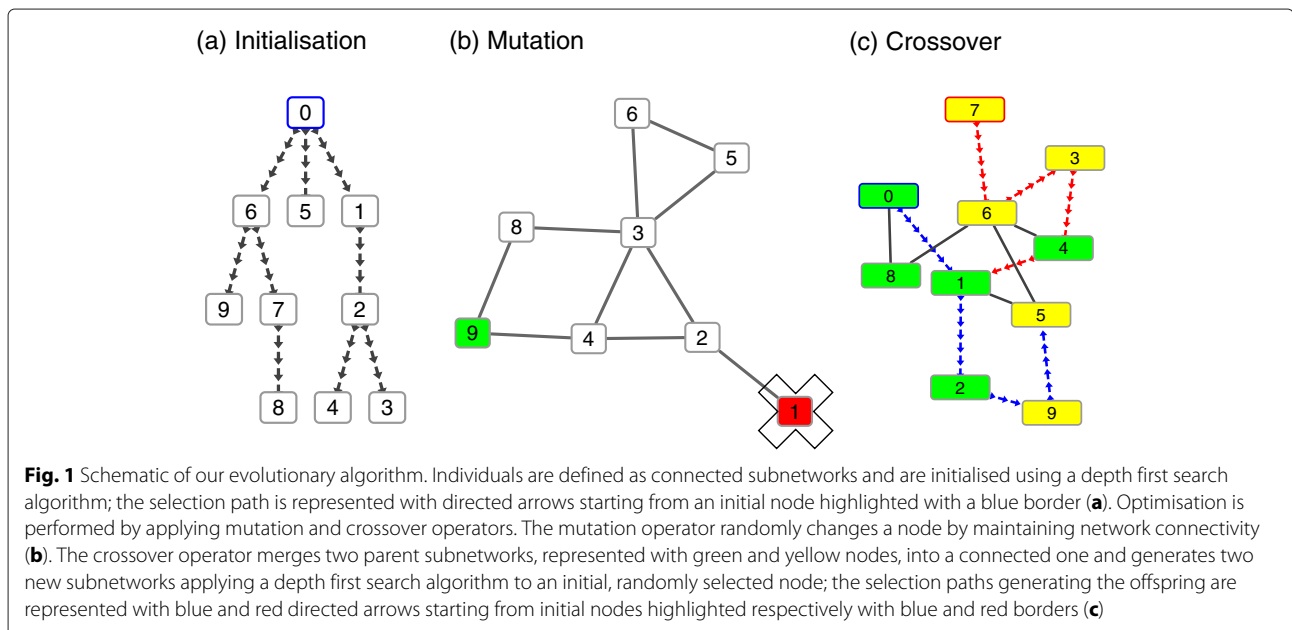 (a) Initialisation
(b) Mutation
(c) Crossover
0
6 5 1
9 7 2
8 4 3
6
5
8 3
9 4 2
1
7
3
0
6
4
8 1
5
2
9
Fig. 1 Schematic of our evolutionary algorithm. Individuals are defined as connected subnetworks and are initialised using a depth first search
algorithm; the selection path is represented with directed arrows starting from an initial node highlighted with a blue border (a). Optimisation is
performed by applying mutation and crossover operators. The mutation operator randomly changes a node by maintaining network connectivity
(b). The crossover operator merges two parent subnetworks, represented with green and yellow nodes, into a connected one and generates two
new subnetworks applying a depth first search algorithm to an initial, randomly selected node; the selection paths generating the offspring are
represented with blue and red directed arrows starting from initial nodes highlighted respectively with blue and red borders (c)